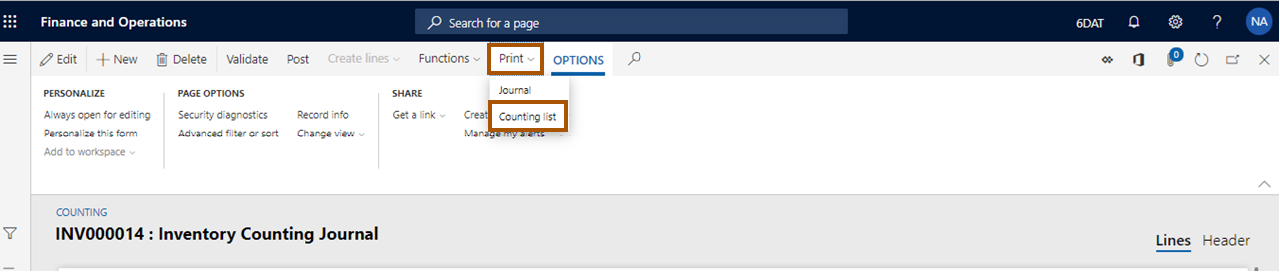 Finance and Operations Search for a page 6DAT ? NA
Edit New Delete Validate Post Create lines Functions Print OPTIONS 0
Journal
Counting list
PERSONALIZE PAGE OPTIONS SHARE
Always open for editing Security diagnostics Record info Get a link
Personalize this form Advanced filter or sort Change view Manage my alerts
Add to workspace
COUNTING
INV000014 : Inventory Counting Journal
Lines Header